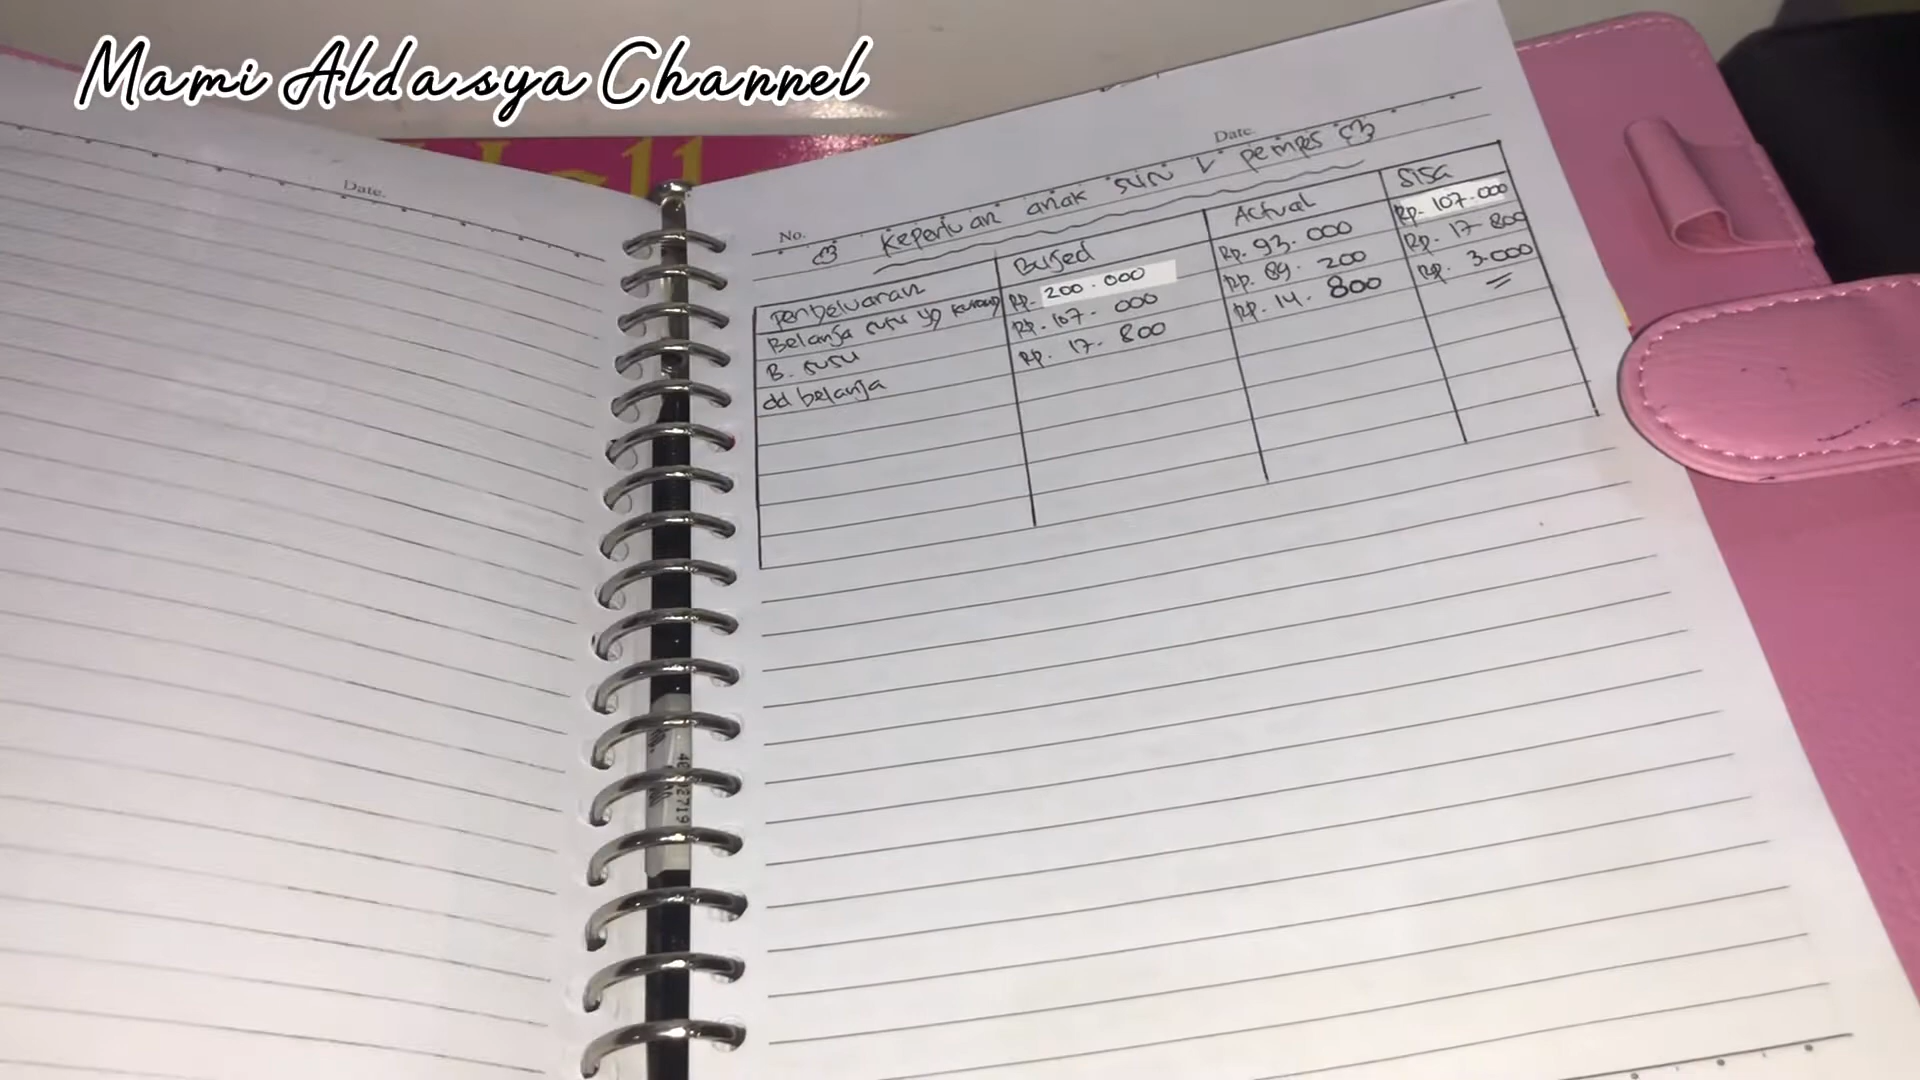 Mami Aldasya Channel
Date.
No.
Date.
Keperluan anak susu & pempes
Pengeluaran Bujed Actual Sisa
Belanja susu yg kurang Rp. 200.000 Rp. 93.000 Rp. 107.000
B. susu Rp. 107.000 Rp. 89.200 Rp. 17.800
dd belanja Rp. 17.800 Rp. 14.800 Rp. 3.000